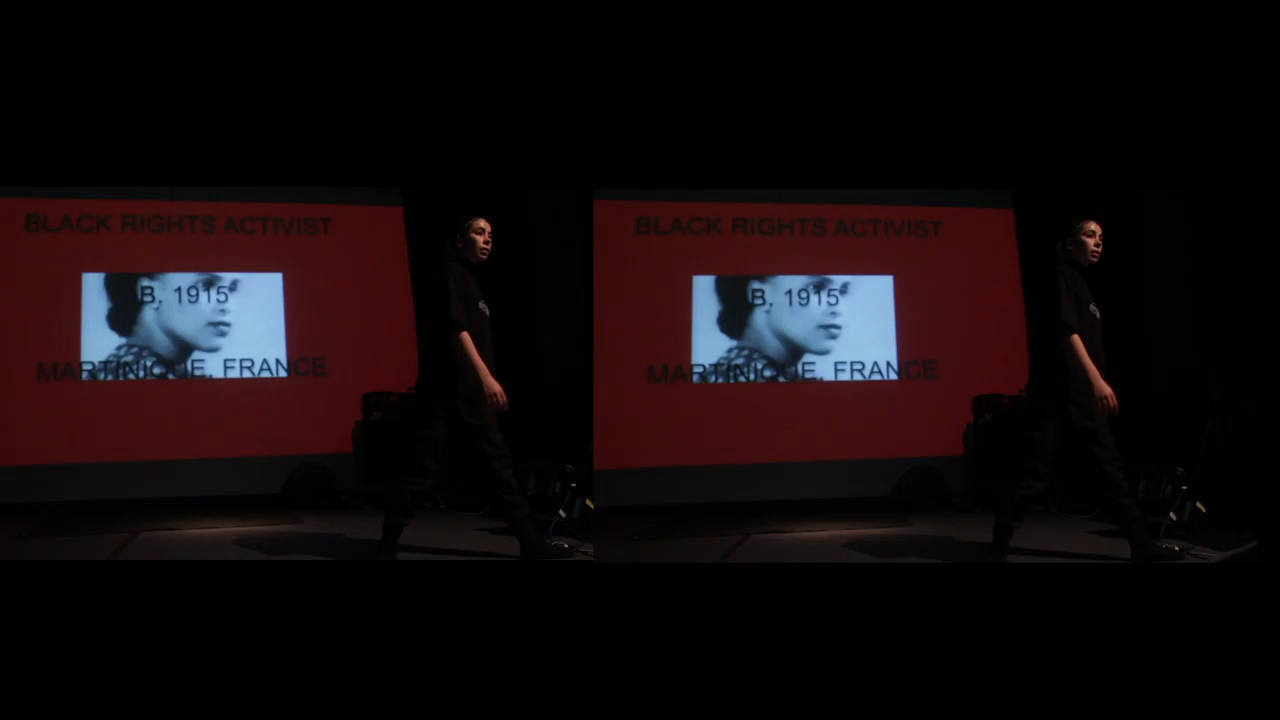 BLACK RIGHTS ACTIVIST
B. 1915
MARTINIQUE, FRANCE
BLACK RIGHTS ACTIVIST
B. 1915
MARTINIQUE, FRANCE